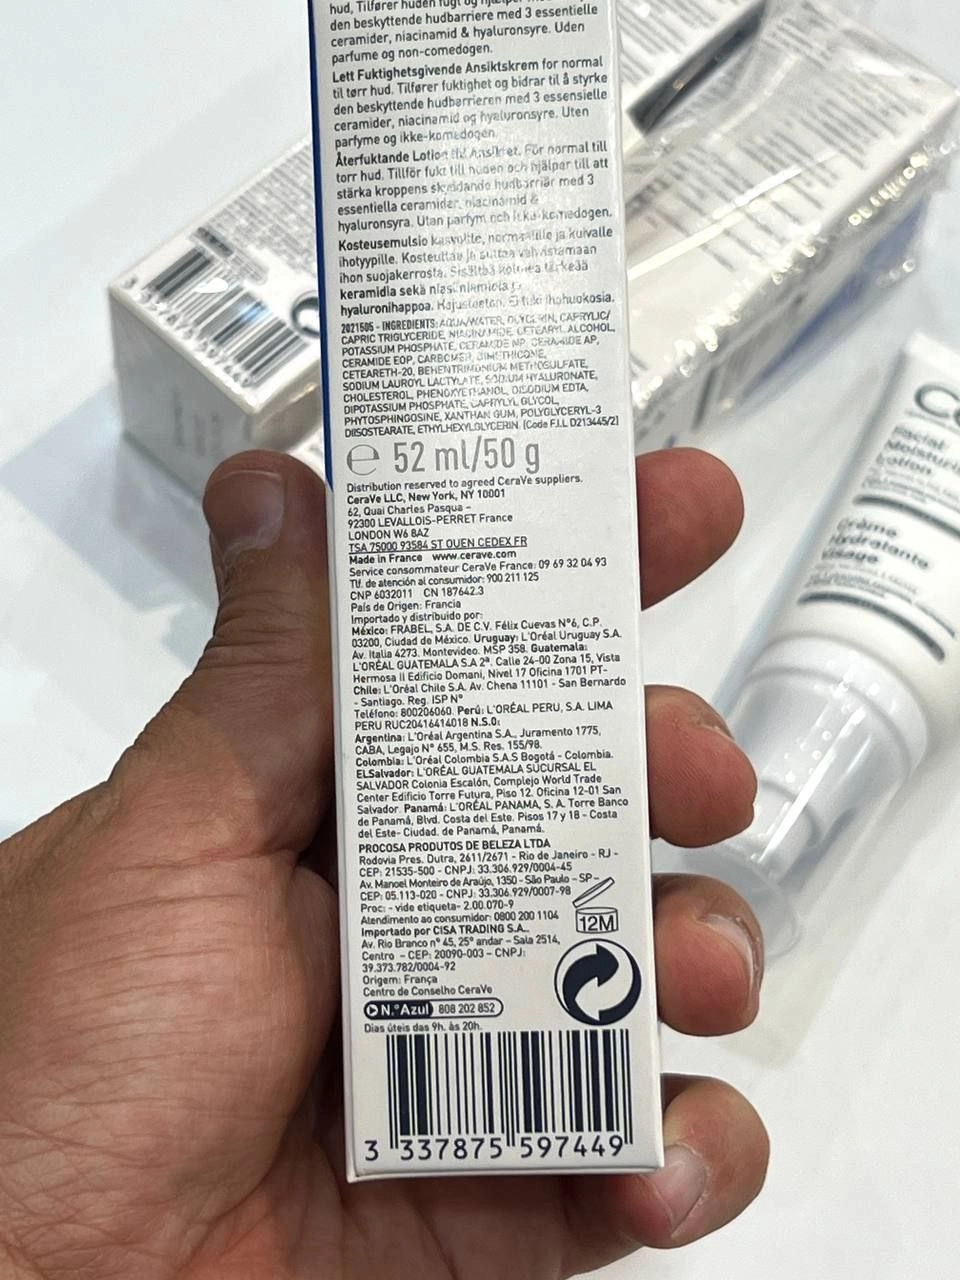 den beskyttende hudbarriere med 3 essentielle
ceramider, niacinamid & hyaluronsyre. Uden
parfume og non-comedogen.
Lett Fuktighetsgivende Ansiktskrem for normal
til tørr hud. Tilfører fuktighet og bidrar til å styrke
den beskyttende hudbarrieren med 3 essensielle
ceramider, niacinamid og hyaluronsyre. Uten
parfyme og ikke-komedogen.
Återfuktande Lotion Ansiktet. För normal till
torr hud. Tillför fukt till huden och hjälper till att
stärka kroppens skyddande hudbarriär med 3
essentiella ceramider, niacinamid &
hyaluronsyra. Utan parfym och icke-komedogen.
Kosteusemulsio kasvoille, normaalille ja kuivalle
ihotyypille. Kosteuttaa ja auttaa vahvistamaan
ihon suojakerrosta. Sisältää kolmea tärkeää
keramidia sekä
hyaluronihappoa. Hajusteeton. Ei tuki ihohuokosia.
2021505 - INGREDIENTS: AQUA/WATER, GLYCERIN, CAPRYLIC/
CAPRIC TRIGLYCERIDE, NIACINAMIDE, CETEARYL ALCOHOL,
POTASSIUM PHOSPHATE, CERAMIDE NP, CERAMIDE AP,
CERAMIDE EOP, CARBOMER, DIMETHICONE,
CETEARETH-20, BEHENTRIMONIUM METHOSULFATE,
SODIUM LAUROYL LACTYLATE, SODIUM HYALURONATE,
CHOLESTEROL, PHENOXYETHANOL, DISODIUM EDTA,
DIPOTASSIUM PHOSPHATE, CAPRYLYL GLYCOL,
PHYTOSPHINGOSINE, XANTHAN GUM, POLYGLYCERYL-3
DIISOSTEARATE, ETHYLHEXYLGLYCERIN. (Code F.I.L. D213445/2)
℮ 52 ml/50 g
Distribution reserved to agreed CeraVe suppliers.
CeraVe LLC, New York, NY 10001
62, Quai Charles Pasqua -
92300 LEVALLOIS-PERRET France
LONDON W6 8AZ
TSA 75000 93584 ST OUEN CEDEX FR
Made in France www.cerave.com
Service consommateur CeraVe France: 09 69 32 04 93
Tlf. de atención al consumidor: 900 211 125
CNP 6032011 CN 187642.3
País de Origen: Francia
Importado y distribuido por:
México: FRABEL, S.A. DE C.V. Félix Cuevas N°6, C.P.
03200, Ciudad de México. Uruguay: L'Oréal Uruguay S.A.
Av. Italia 4273. Montevideo. MSP 358. Guatemala:
L'ORÉAL GUATEMALA S.A 2ª. Calle 24-00 Zona 15, Vista
Hermosa II Edificio Domani, Nivel 17 Oficina 1701 PT-
Chile: L'Oréal Chile S.A. Av. Chena 11101 - San Bernardo
- Santiago. Reg. ISP N°
Teléfono: 800206060. Perú: L'ORÉAL PERU, S.A. LIMA
PERU RUC20416414018 N.S.O:
Argentina: L'Oréal Argentina S.A., Juramento 1775,
CABA, Legajo N° 655, M.S. Res. 155/98.
Colombia: L'Oréal Colombia S.A.S Bogotá - Colombia.
ELSalvador: L'ORÉAL GUATEMALA SUCURSAL EL
SALVADOR Colonia Escalón, Complejo World Trade
Center Edificio Torre Futura, Piso 12. Oficina 12-01 San
Salvador. Panamá: L'ORÉAL PANAMA, S. A. Torre Banco
de Panamá, Blvd. Costa del Este. Pisos 17 y 18 - Costa
del Este- Ciudad. de Panamá, Panamá.
PROCOSA PRODUTOS DE BELEZA LTDA
Rodovia Pres. Dutra, 2611/2671 - Rio de Janeiro - RJ -
CEP: 21535-500 - CNPJ: 33.306.929/0004-45
Av. Manoel Monteiro de Araújo, 1350 - São Paulo - SP -
CEP: 05.113-020 - CNPJ: 33.306.929/0007-98
Proc: - vide etiqueta- 2.00.070-9
Atendimento ao consumidor: 0800 200 1104
Importado por CISA TRADING S.A..
Av. Rio Branco n° 45, 25° andar - Sala 2514,
Centro - CEP: 20090-003 - CNPJ:
39.373.782/0004-92
Origem: França
Centro de Conselho CeraVe
N.°Azul 808 202 852
Dias úteis das 9h. às 20h.
12M
3 337875 597449
Facial
Moisturizing
Lotion
Crème
Hydratante
Visage